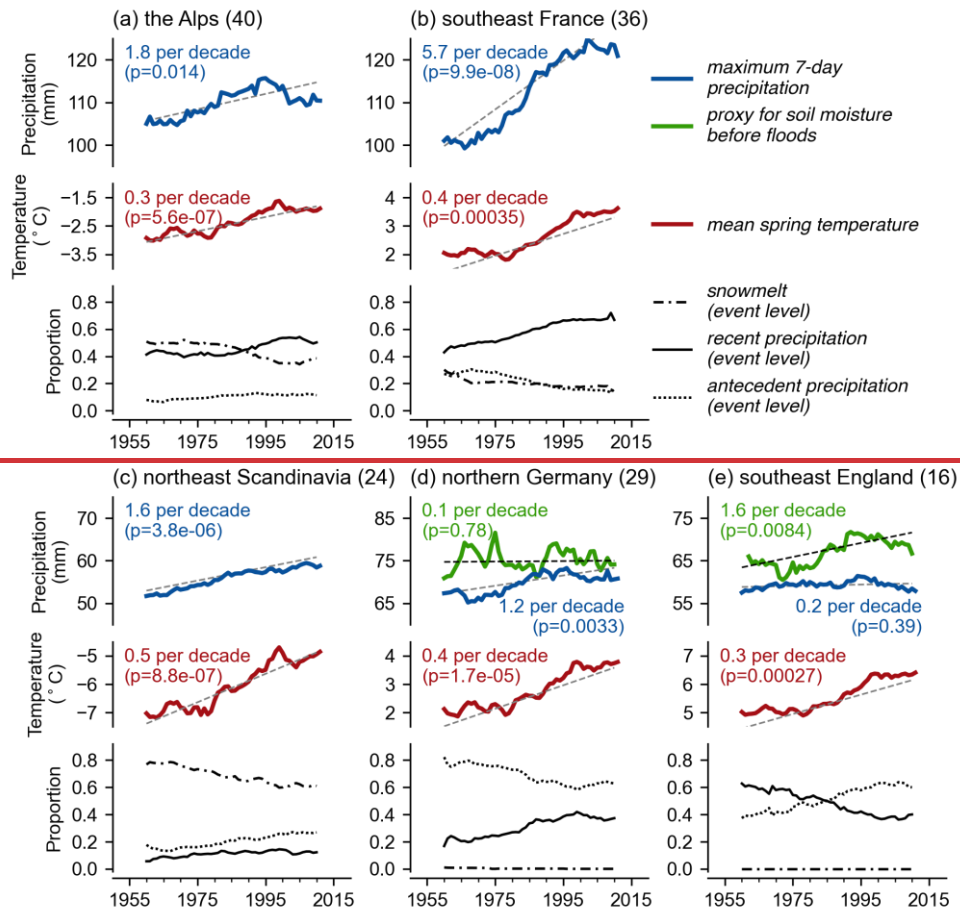 (a) the Alps (40)
(b) southeast France (36)
Precipitation
(mm)
120
110
100
1.8 per decade
(p=0.014)
120
110
100
5.7 per decade
(p=9.9e-08)
maximum 7-day
precipitation
proxy for soil moisture
before floods
Temperature
(°C)
−1.5
−2.5
−3.5
0.3 per decade
(p=5.6e-07)
4
3
2
0.4 per decade
(p=0.00035)
mean spring temperature
Proportion
0.8
0.6
0.4
0.2
0.0
0.8
0.6
0.4
0.2
0.0
snowmelt
(event level)
recent precipitation
(event level)
antecedent precipitation
(event level)
1955 1975 1995 2015
1955 1975 1995 2015
(c) northeast Scandinavia (24)
(d) northern Germany (29)
(e) southeast England (16)
Precipitation
(mm)
70
60
50
1.6 per decade
(p=3.8e-06)
85
75
65
0.1 per decade
(p=0.78)
1.2 per decade
(p=0.0033)
75
65
55
1.6 per decade
(p=0.0084)
0.2 per decade
(p=0.39)
Temperature
(°C)
−5
−6
−7
0.5 per decade
(p=8.8e-07)
4
3
2
0.4 per decade
(p=1.7e-05)
7
6
5
0.3 per decade
(p=0.00027)
Proportion
0.8
0.6
0.4
0.2
0.0
0.8
0.6
0.4
0.2
0.0
0.8
0.6
0.4
0.2
0.0
1955 1975 1995 2015
1955 1975 1995 2015
1955 1975 1995 2015